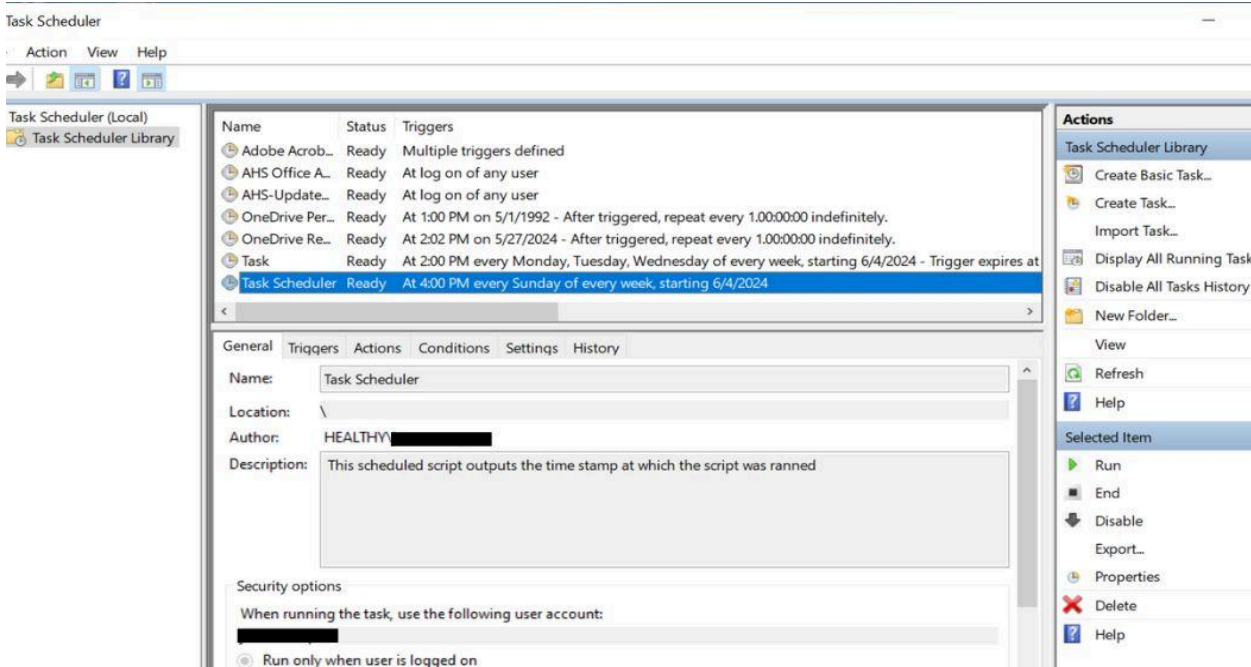 Task Scheduler
Action View Help
Task Scheduler (Local)
Task Scheduler Library
Name Status Triggers
Adobe Acrob... Ready Multiple triggers defined
AHS Office A... Ready At log on of any user
AHS-Update... Ready At log on of any user
OneDrive Per... Ready At 1:00 PM on 5/1/1992 - After triggered, repeat every 1.00:00:00 indefinitely.
OneDrive Re... Ready At 2:02 PM on 5/27/2024 - After triggered, repeat every 1.00:00:00 indefinitely.
Task Ready At 2:00 PM every Monday, Tuesday, Wednesday of every week, starting 6/4/2024 - Trigger expires at
Task Scheduler Ready At 4:00 PM every Sunday of every week, starting 6/4/2024
General Triggers Actions Conditions Settings History
Name: Task Scheduler
Location: \
Author: HEALTHY\
Description: This scheduled script outputs the time stamp at which the script was ranned
Security options
When running the task, use the following user account:
Run only when user is logged on
Actions
Task Scheduler Library
Create Basic Task...
Create Task...
Import Task...
Display All Running Task
Disable All Tasks History
New Folder...
View
Refresh
Help
Selected Item
Run
End
Disable
Export...
Properties
Delete
Help